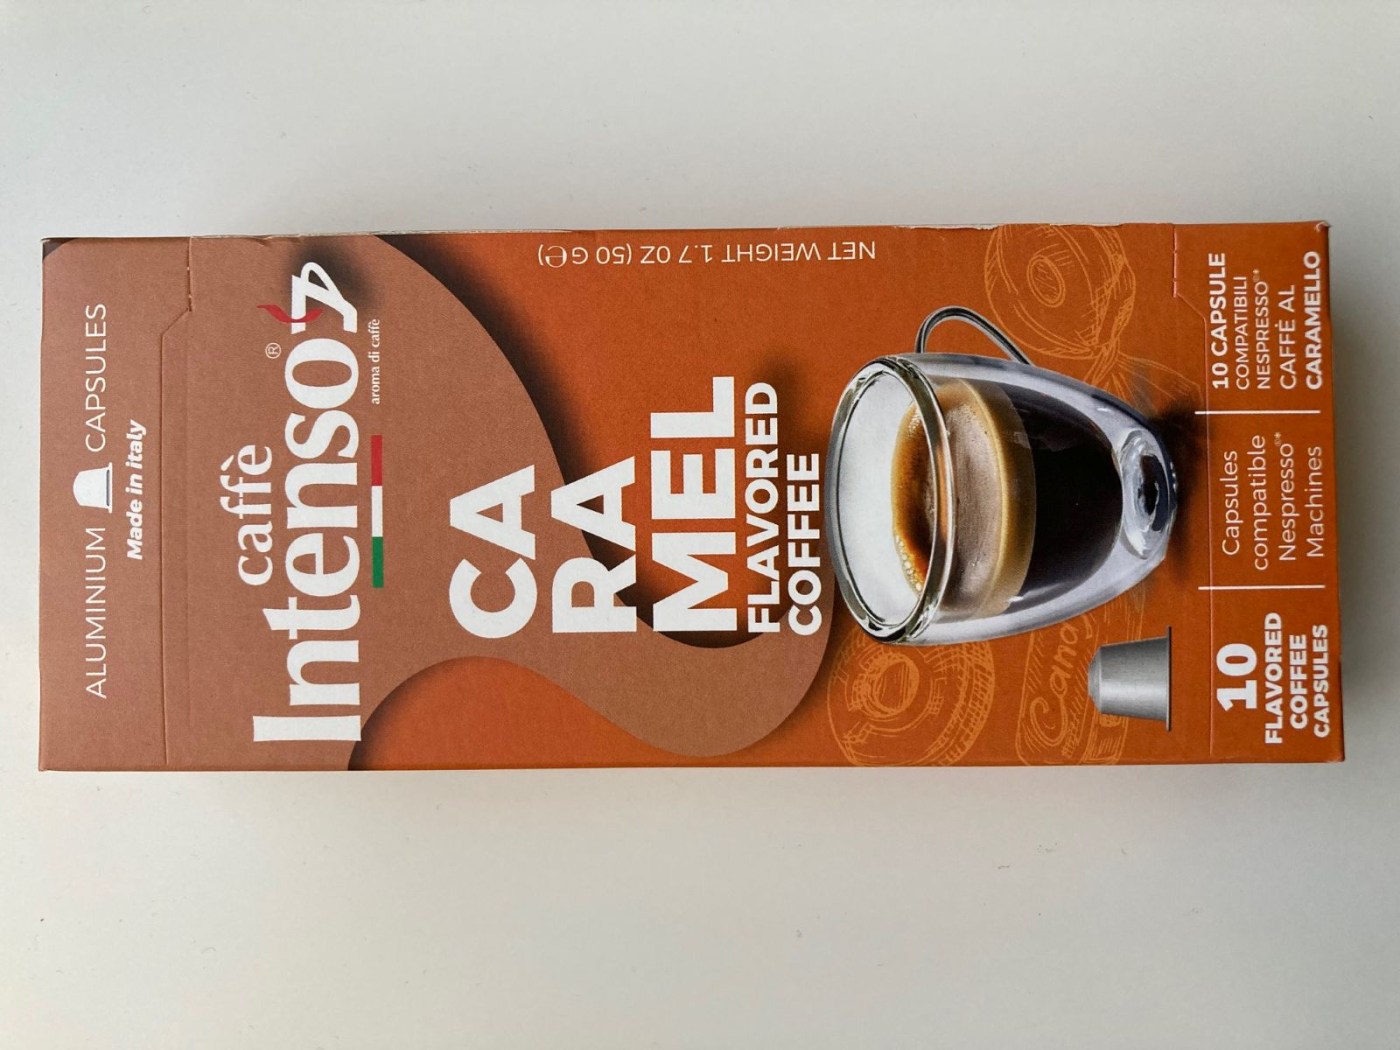 ALUMINIUM CAPSULES
Made in italy
caffè
Intenso®
aroma di caffè
CA
RA
MEL
FLAVORED
COFFEE
NET WEIGHT 1.7 OZ (50 G℮)
Candy
10
FLAVORED
COFFEE
CAPSULES
Capsules
compatible
Nespresso®*
Machines
10 CAPSULE
COMPATIBILI
NESPRESSO®*
CAFFÈ AL
CARAMELLO